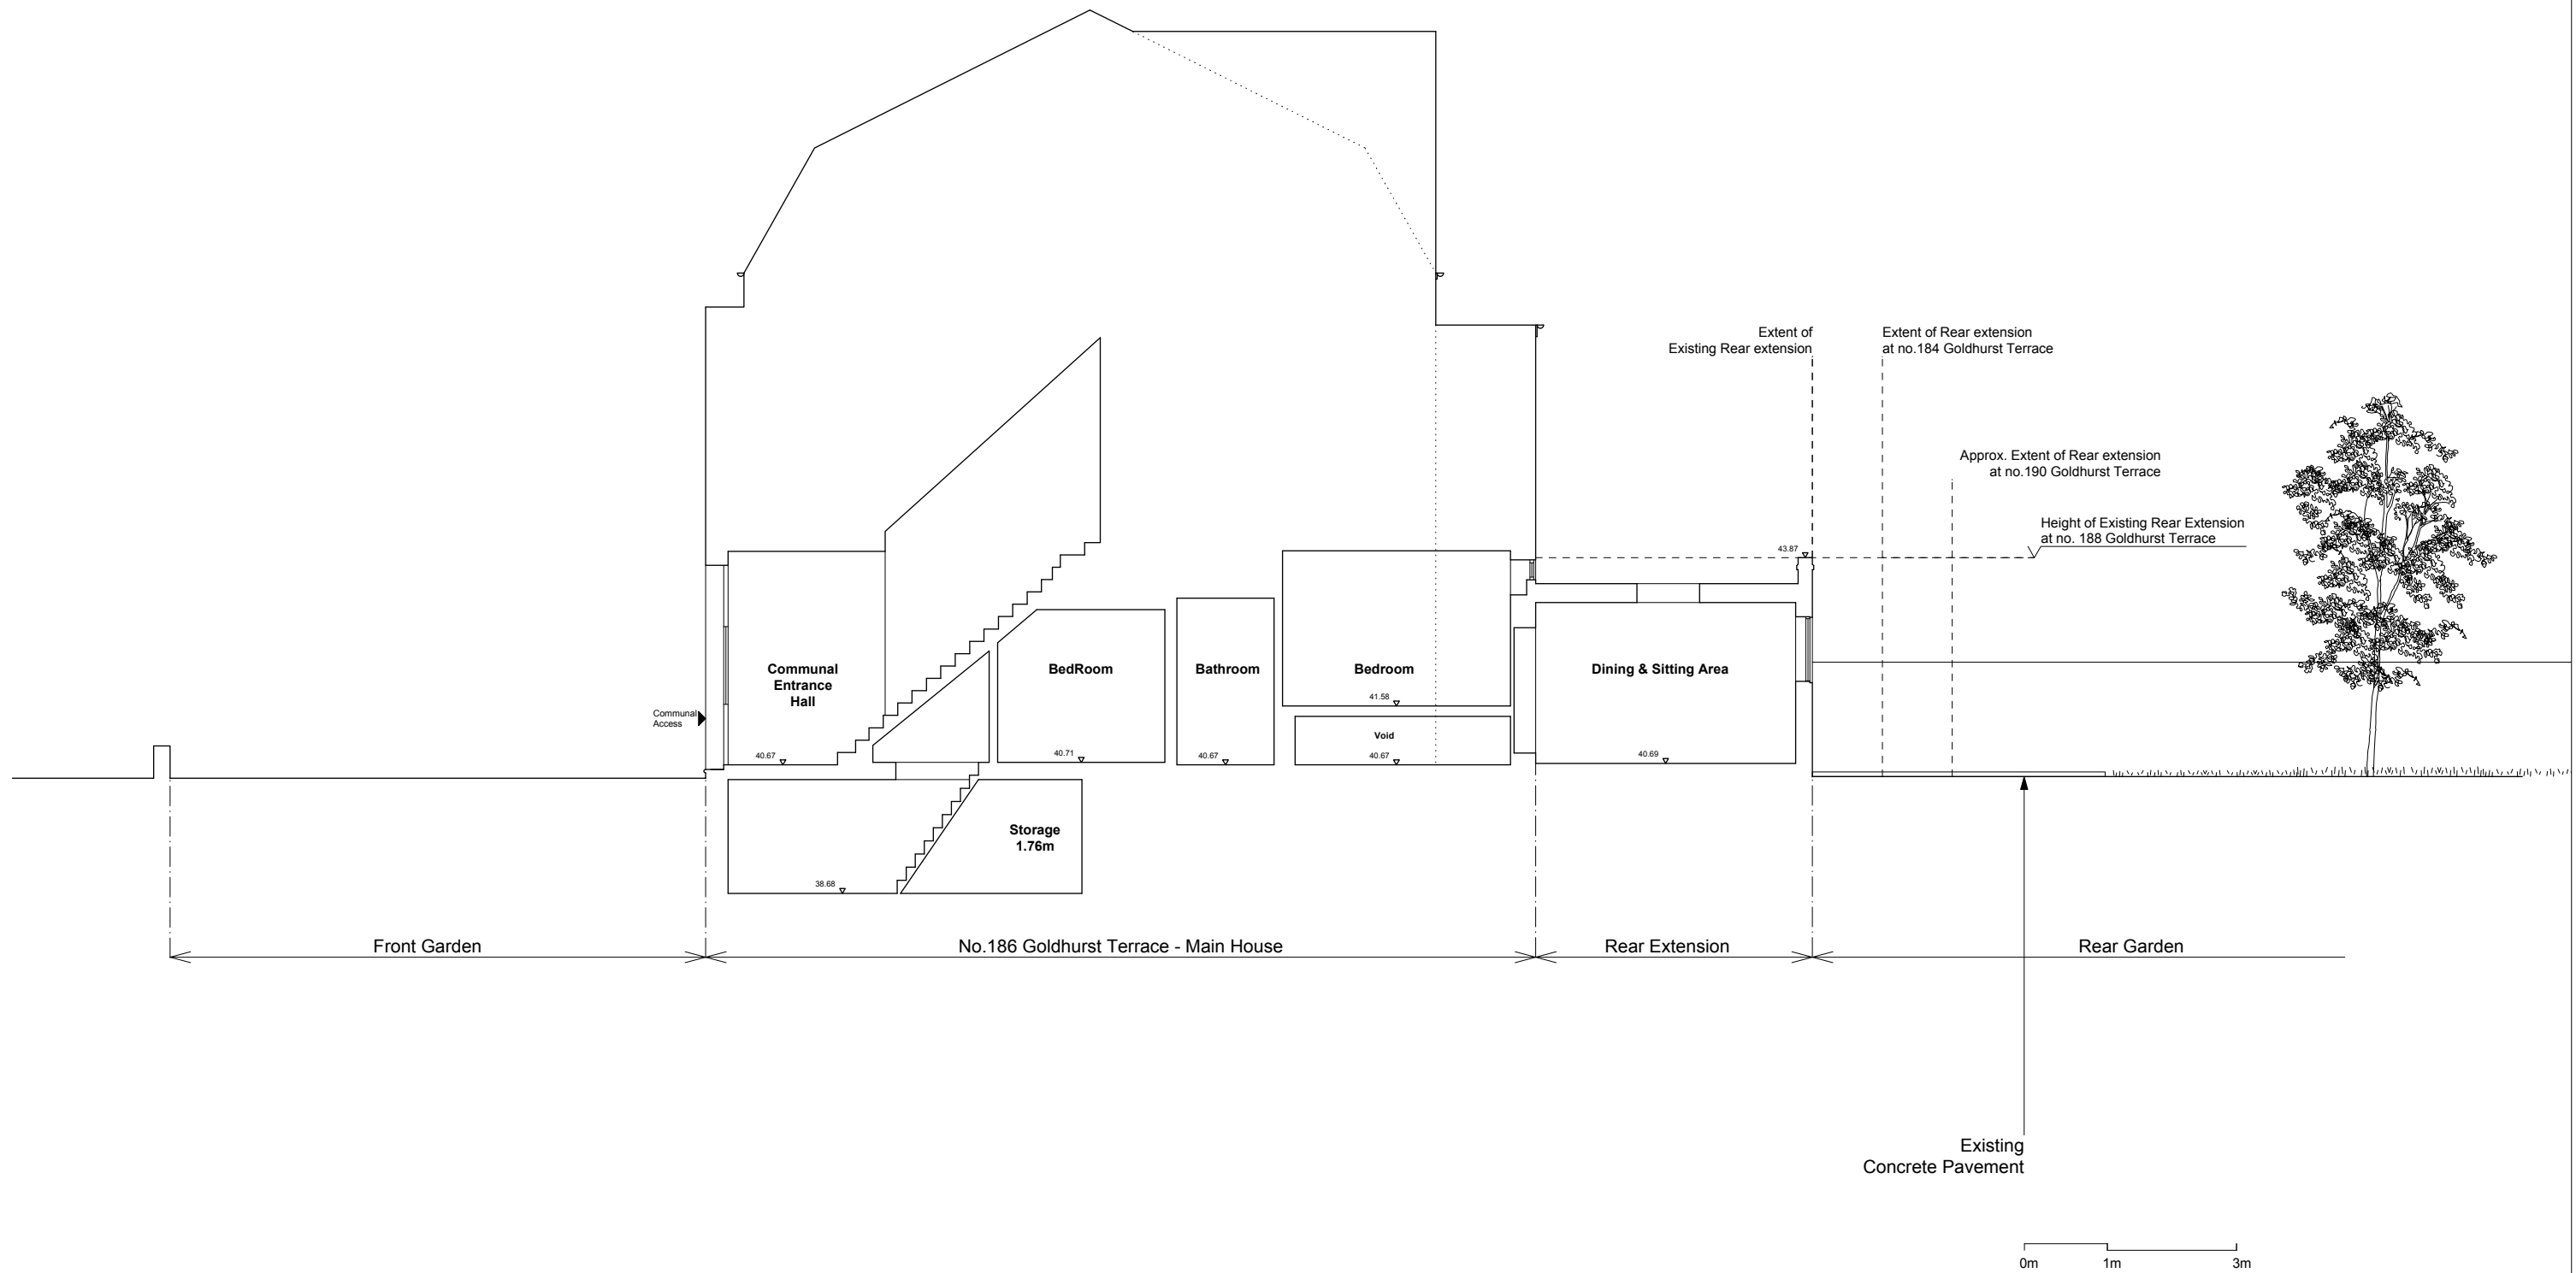 Extent of
Existing Rear extension
Extent of Rear extension
at no.184 Goldhurst Terrace
Approx. Extent of Rear extension
at no.190 Goldhurst Terrace
Height of Existing Rear Extension
at no. 188 Goldhurst Terrace
43.87
Communal
Entrance
Hall
BedRoom
Bathroom
Bedroom
Dining & Sitting Area
41.58
Communal
Access
Void
40.67
40.71
40.67
40.67
40.69
Storage
1.76m
38.68
Front Garden
No.186 Goldhurst Terrace - Main House
Rear Extension
Rear Garden
Existing
Concrete Pavement
0m
1m
3m